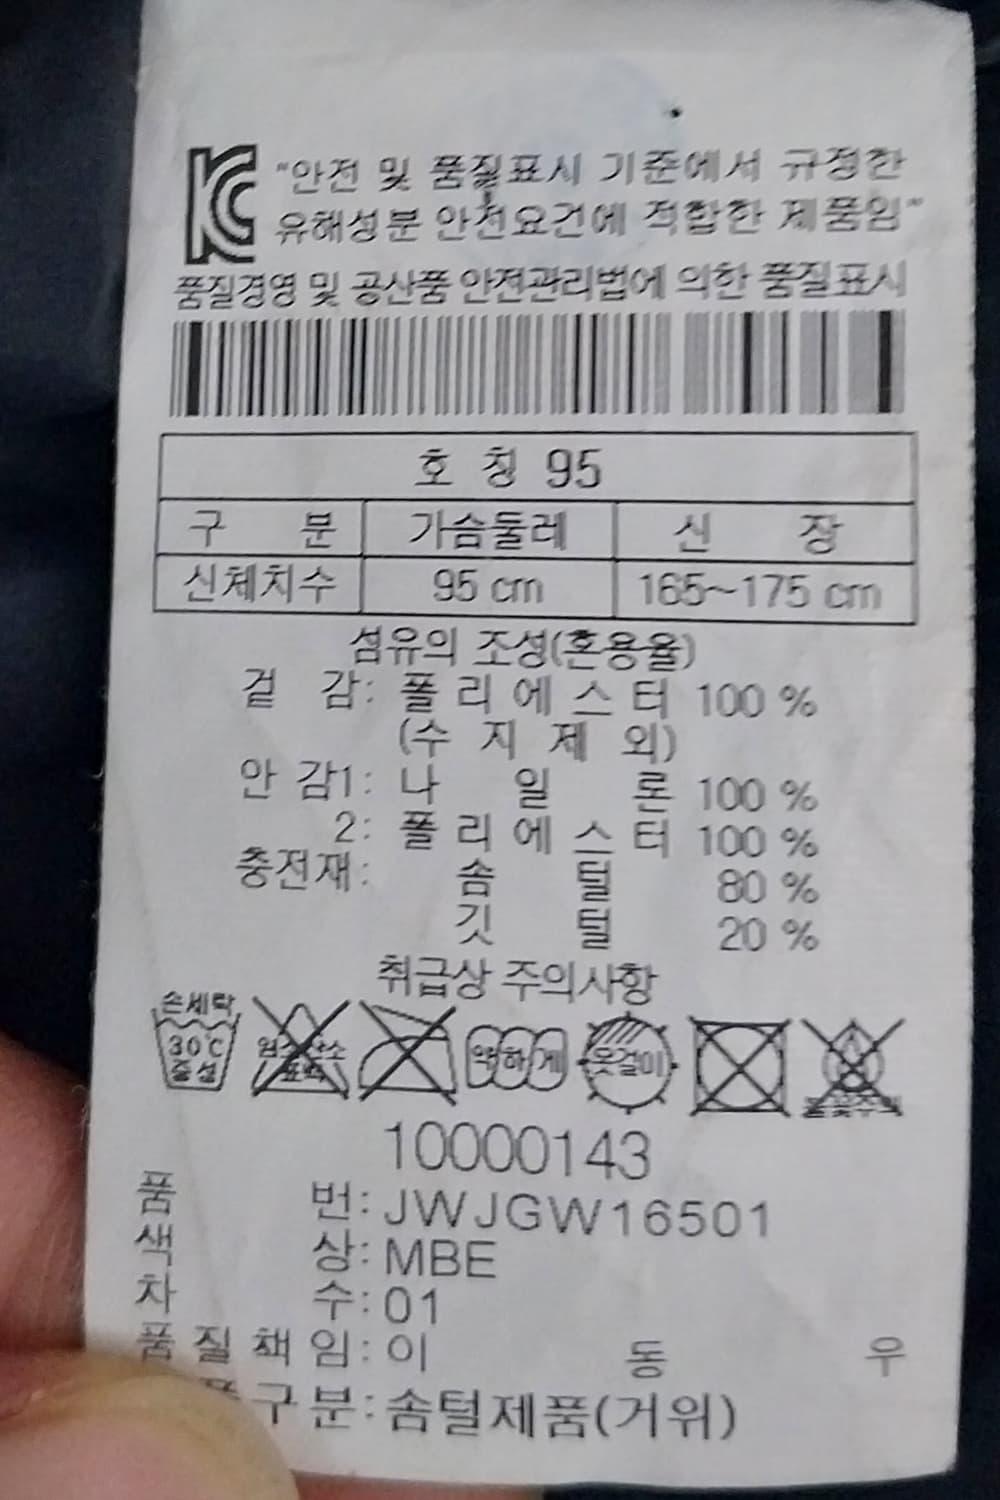 KC "안전 및 품질표시 기준에서 규정한
유해성분 안전요건에 적합한 제품임"
품질경영 및 공산품 안전관리법에 의한 품질표시
호 칭 95
구 분 가슴둘레 신 장
신체치수 95 cm 165~175 cm
섬유의 조성(혼용율)
겉 감: 폴 리 에 스 터 100 %
(수 지 제 외)
안 감1: 나 일 론 100 %
2: 폴 리 에 스 터 100 %
충전재: 솜 털 80 %
깃 털 20 %
취급상 주의사항
손세탁
30℃
중성
염소산소
표백
약하게
옷걸이
10000143
품 번: JWJGW16501
색 상: MBE
차 수: 01
품 질 책 임: 이 동 우
품구분: 솜털제품(거위)